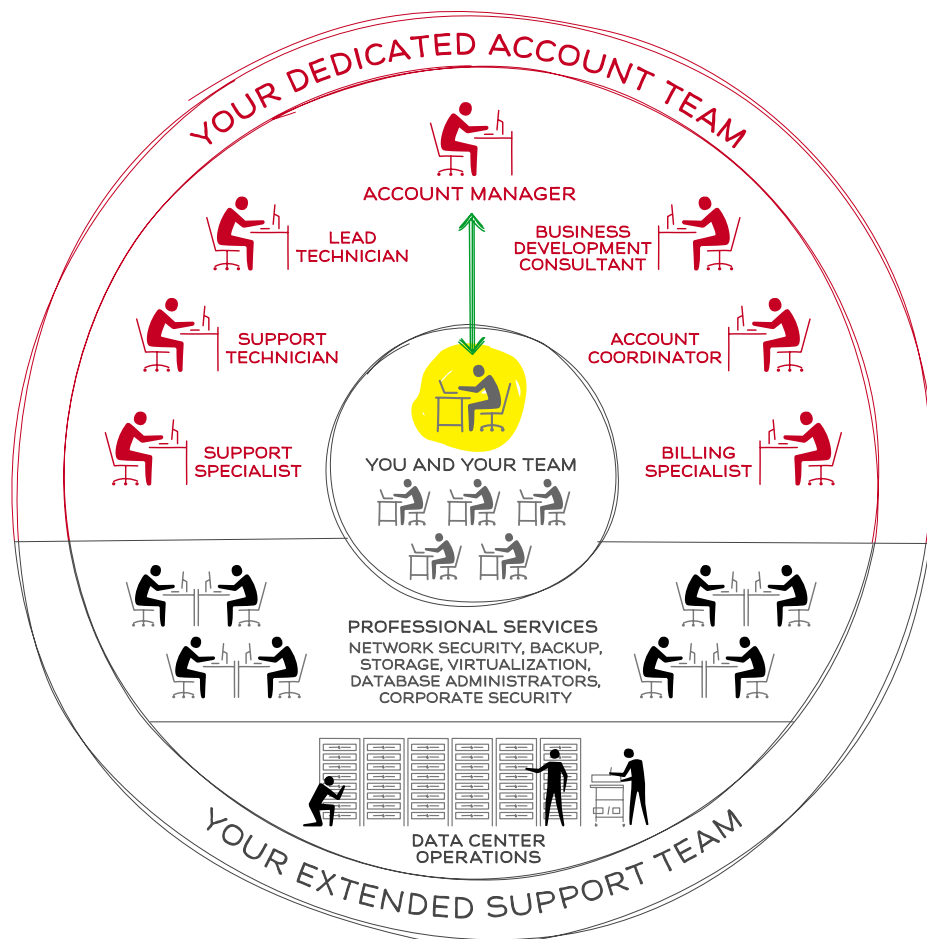 YOUR DEDICATED ACCOUNT TEAM
ACCOUNT MANAGER
LEAD
TECHNICIAN
BUSINESS
DEVELOPMENT
CONSULTANT
SUPPORT
TECHNICIAN
ACCOUNT
COORDINATOR
SUPPORT
SPECIALIST
BILLING
SPECIALIST
YOU AND YOUR TEAM
PROFESSIONAL SERVICES
NETWORK SECURITY, BACKUP,
STORAGE, VIRTUALIZATION,
DATABASE ADMINISTRATORS,
CORPORATE SECURITY
DATA CENTER
OPERATIONS
YOUR EXTENDED SUPPORT TEAM